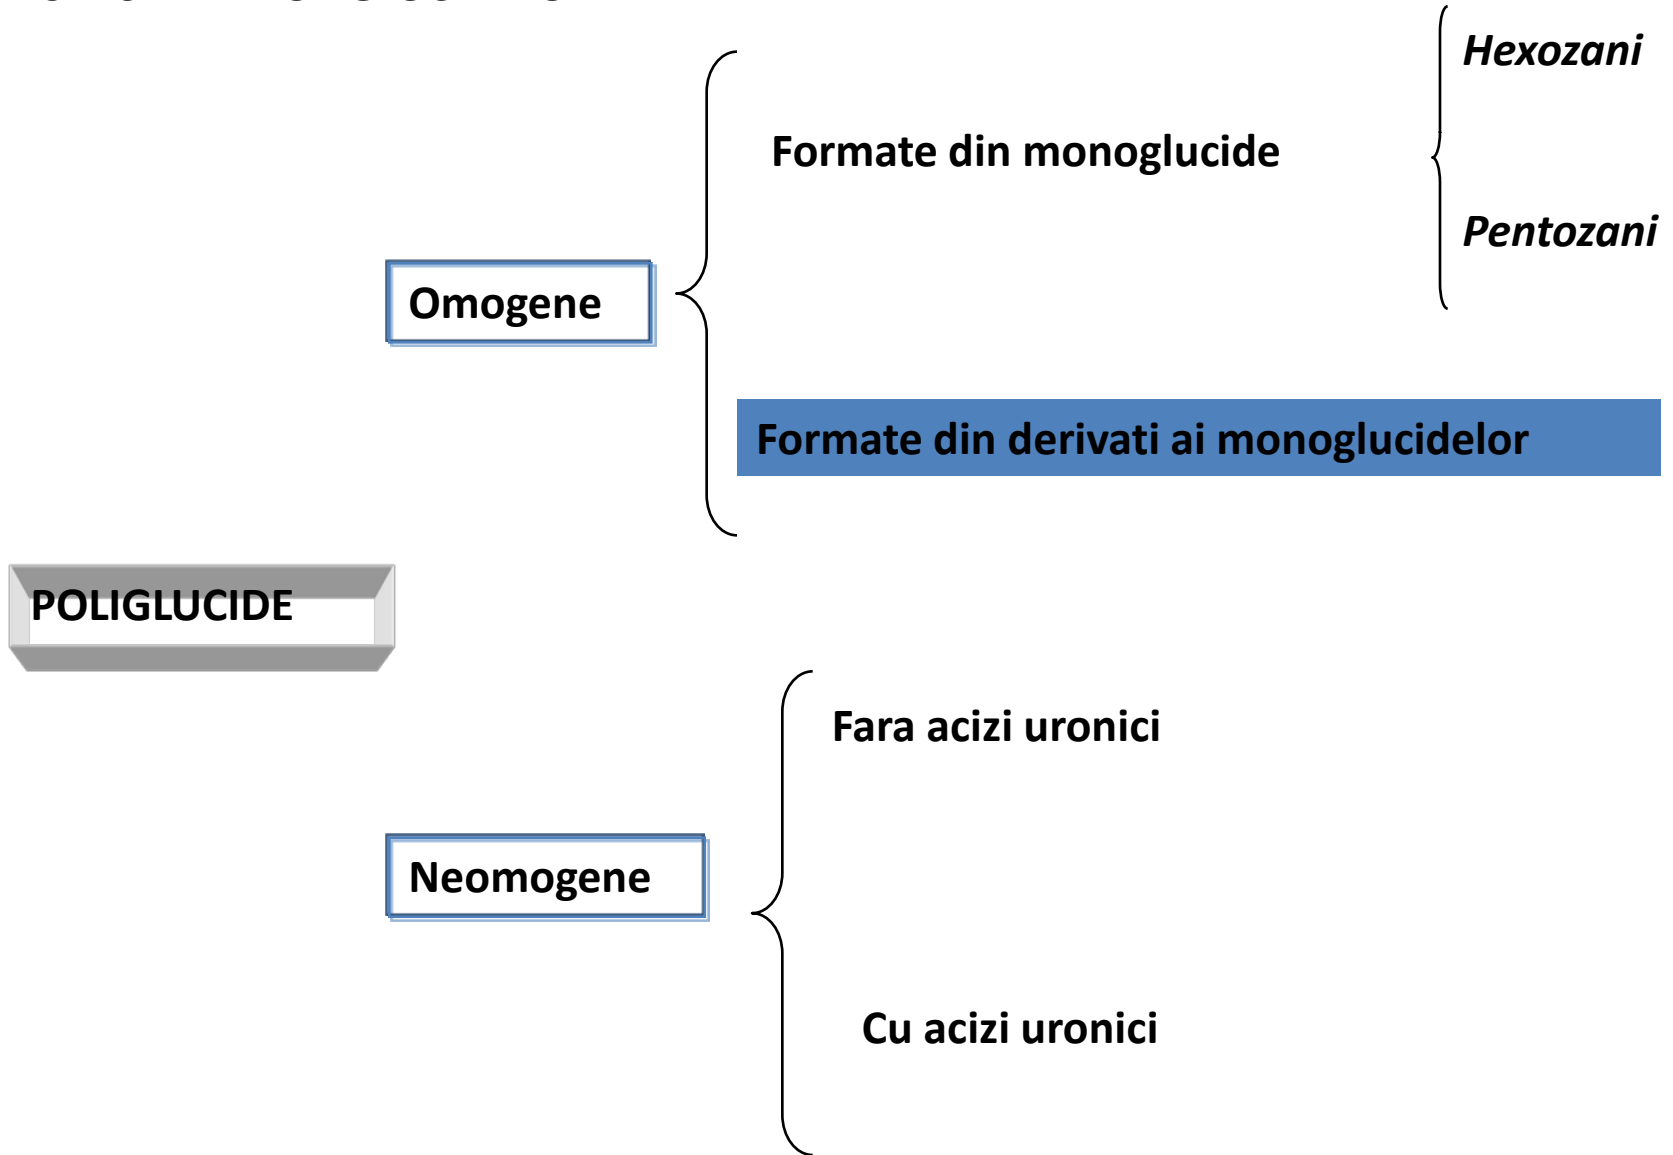 Hexozani
Formate din monoglucide
Pentozani
Omogene
Formate din derivati ai monoglucidelor
POLIGLUCIDE
Fara acizi uronici
Neomogene
Cu acizi uronici